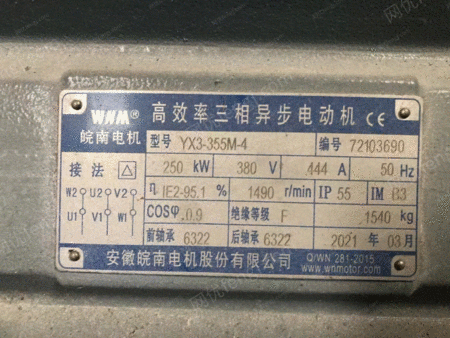 WNM® 高效率三相异步电动机 CE
皖南电机 型号 YX3-355M-4 编号 72103690
接法 △ 250 kW 380 V 444 A 50 Hz
W2 U2 V2 η IE2-95.1 % 1490 r/min IP 55 IM B3
U1 V1 W1 COSφ 0.9 绝缘等级 F 1540 kg
前轴承 6322 后轴承 6322 2021 年 03 月
安徽皖南电机股份有限公司 Q/WN 281-2015
www.wnmotor.com